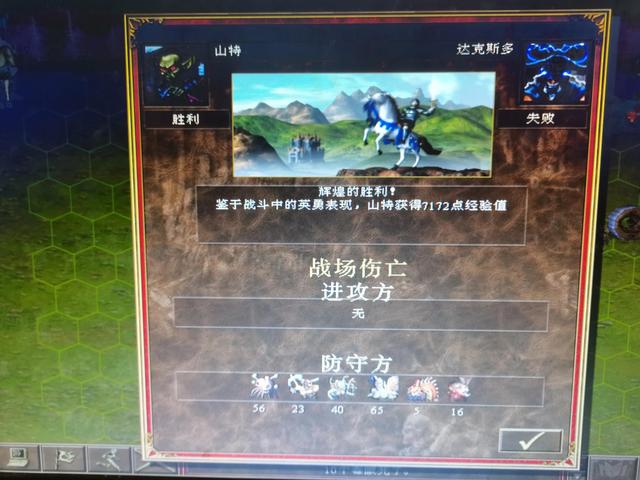 山特
达克斯多
胜利
失败
辉煌的胜利!
鉴于战斗中的英勇表现，山特获得7172点经验值
战场伤亡
进攻方
无
防守方
56 23 40 65 5 16